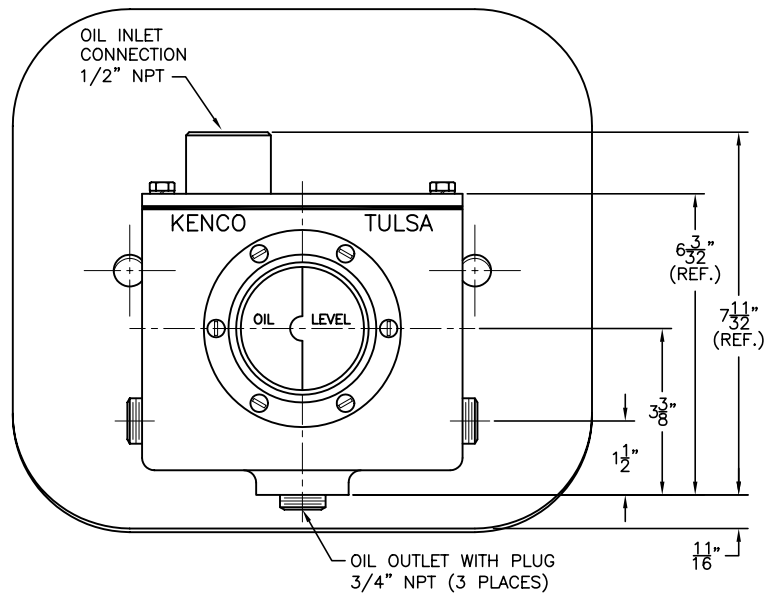 OIL INLET
CONNECTION
1/2" NPT
KENCO TULSA
OIL LEVEL
6 3/32"
(REF.)
7 11/32"
(REF.)
3 3/8"
1 1/2"
11/16"
OIL OUTLET WITH PLUG
3/4" NPT (3 PLACES)